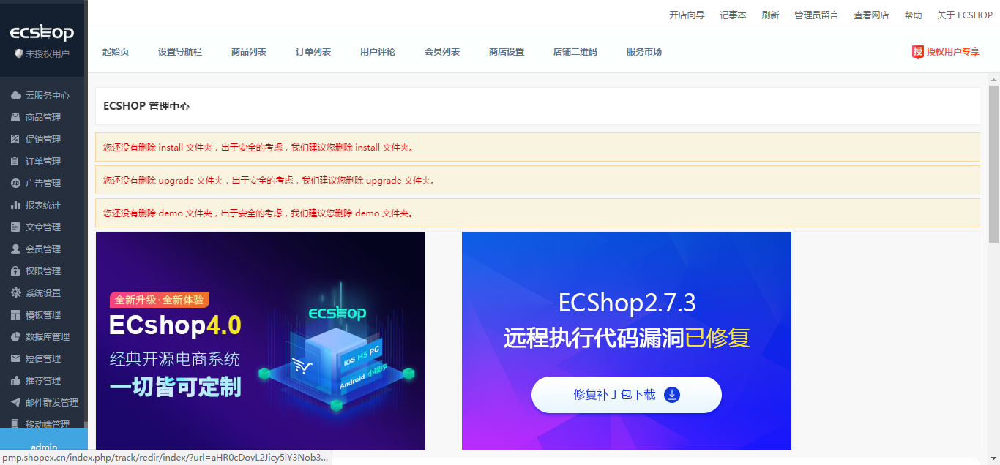 开店向导 记事本 刷新 管理员留言 查看网店 帮助 关于 ECSHOP
ecshop
未授权用户
起始页 设置导航栏 商品列表 订单列表 用户评论 会员列表 商店设置 店铺二维码 服务市场 授 授权用户专享
云服务中心
商品管理
促销管理
订单管理
AD 广告管理
报表统计
文章管理
会员管理
权限管理
系统设置
模板管理
数据库管理
短信管理
推荐管理
邮件群发管理
移动端管理
admin
ECSHOP 管理中心
您还没有删除 install 文件夹，出于安全的考虑，我们建议您删除 install 文件夹。
您还没有删除 upgrade 文件夹，出于安全的考虑，我们建议您删除 upgrade 文件夹。
您还没有删除 demo 文件夹，出于安全的考虑，我们建议您删除 demo 文件夹。
全新升级·全新体验
ECshop4.0
经典开源电商系统
一切皆可定制
ecshop
IOS H5 PC
Android 小程序
ECShop2.7.3
远程执行代码漏洞已修复
修复补丁包下载
pmp.shopex.cn/index.php/track/redir/index/?url=aHR0cDovL2Jicy5lY3Nob3...